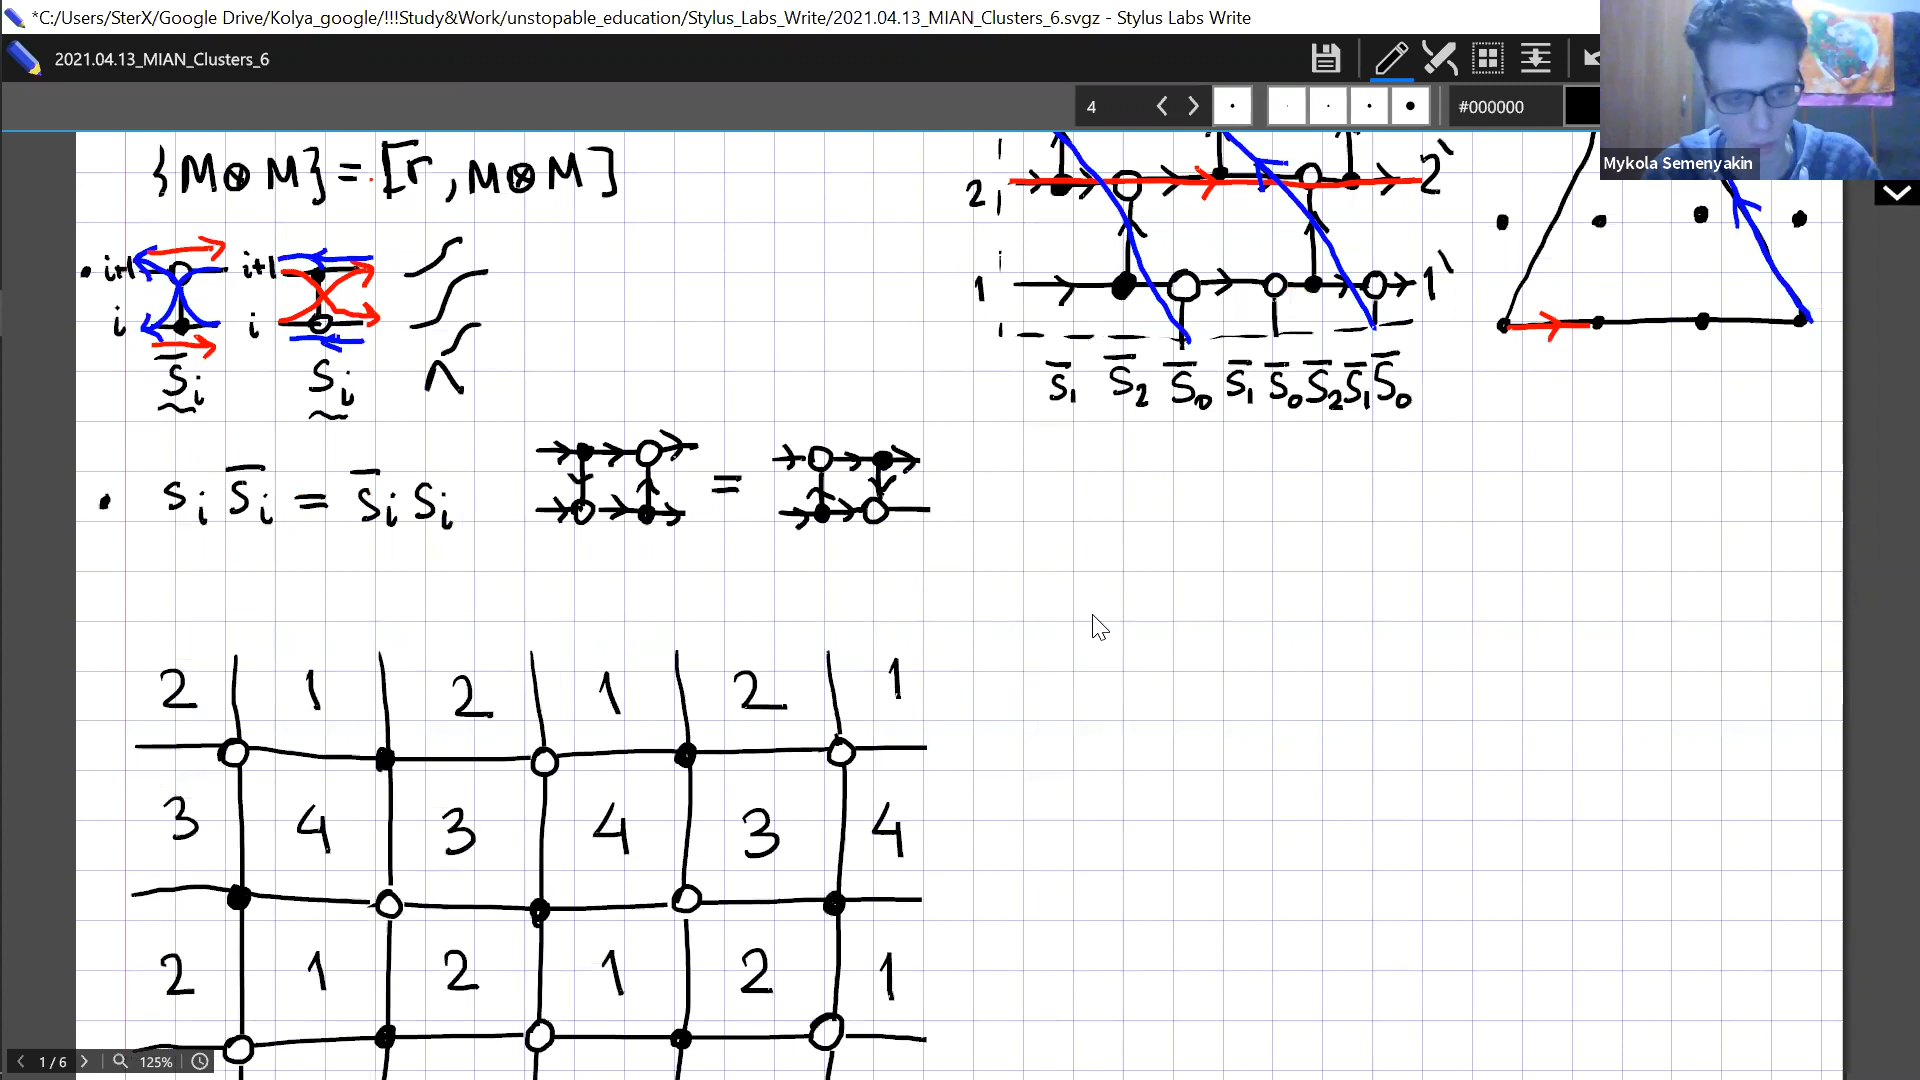 *C:/Users/SterX/Google Drive/Kolya_google/!!!Study&Work/unstopable_education/Stylus_Labs_Write/2021.04.13_MIAN_Clusters_6.svgz - Stylus Labs Write
2021.04.13_MIAN_Clusters_6
4
#000000
Mykola Semenyakin
{M⊗M} = [r, M⊗M]
2 2'
1 1'
i+1 i+1
i i
s̄ᵢ sᵢ
s̄₁ s̄₂ s̄₀ s̄₁ s̄₀ s̄₂ s̄₁ s̄₀
Λ
• sᵢ s̄ᵢ = s̄ᵢ sᵢ =
2 1 2 1 2 1
3 4 3 4 3 4
2 1 2 1 2 1
1 / 6 125%